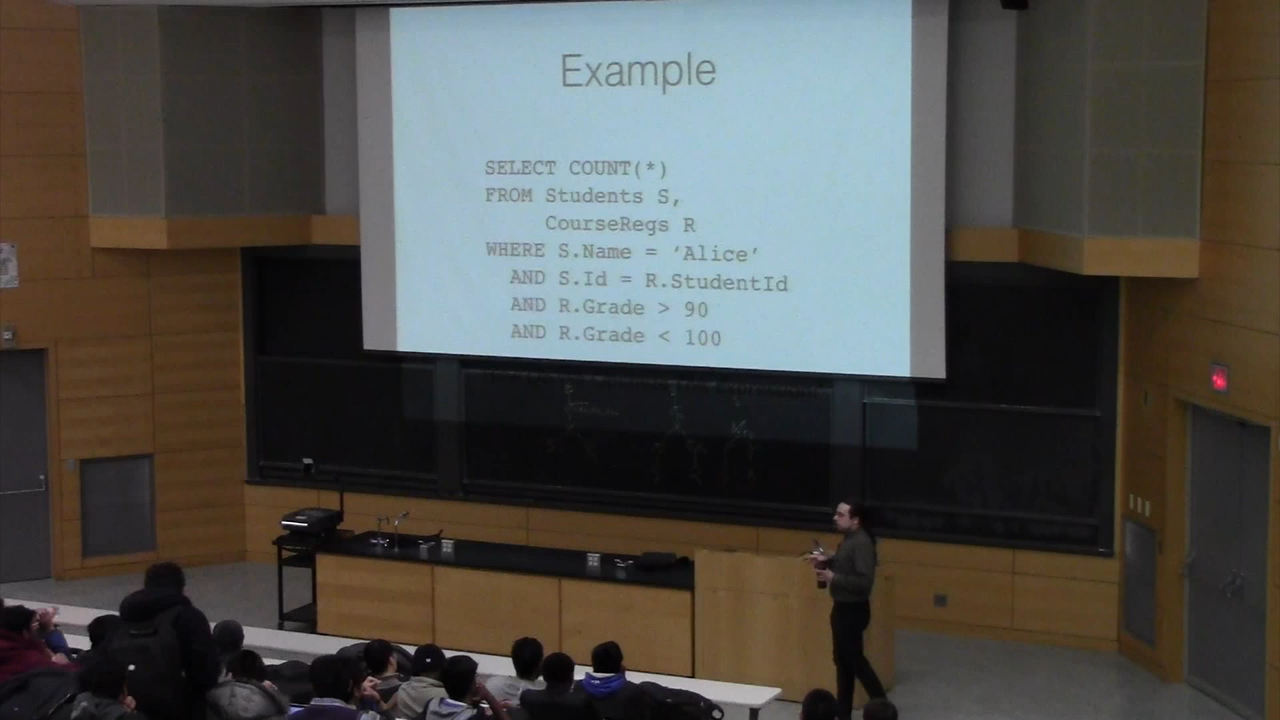 Example
SELECT COUNT(*)
FROM Students S,
CourseRegs R
WHERE S.Name = ‘Alice’
AND S.Id = R.StudentId
AND R.Grade > 90
AND R.Grade < 100